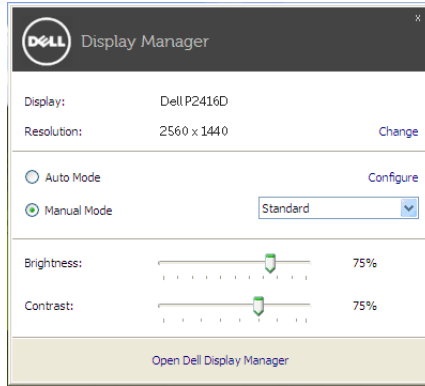 x
DELL Display Manager
Display: Dell P2416D
Resolution: 2560 x 1440 Change
Auto Mode Configure
Manual Mode Standard
Brightness: 75%
Contrast: 75%
Open Dell Display Manager